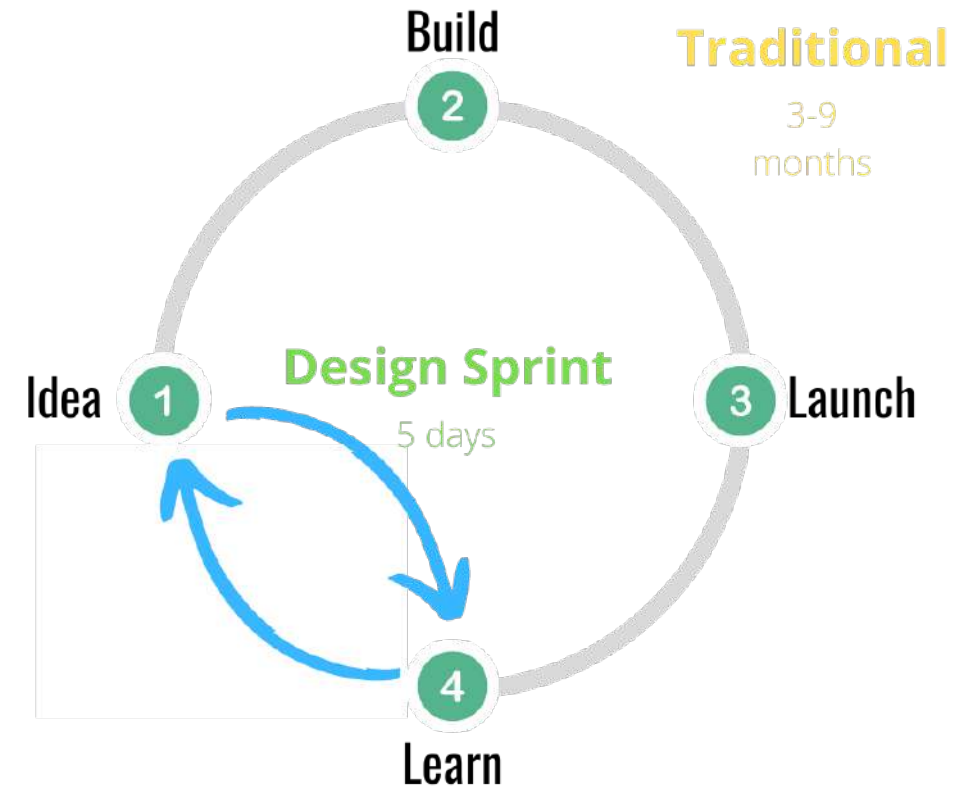 Build
Traditional
2
3-9
months
Design Sprint
Idea
1
3
Launch
5 days
4
Learn